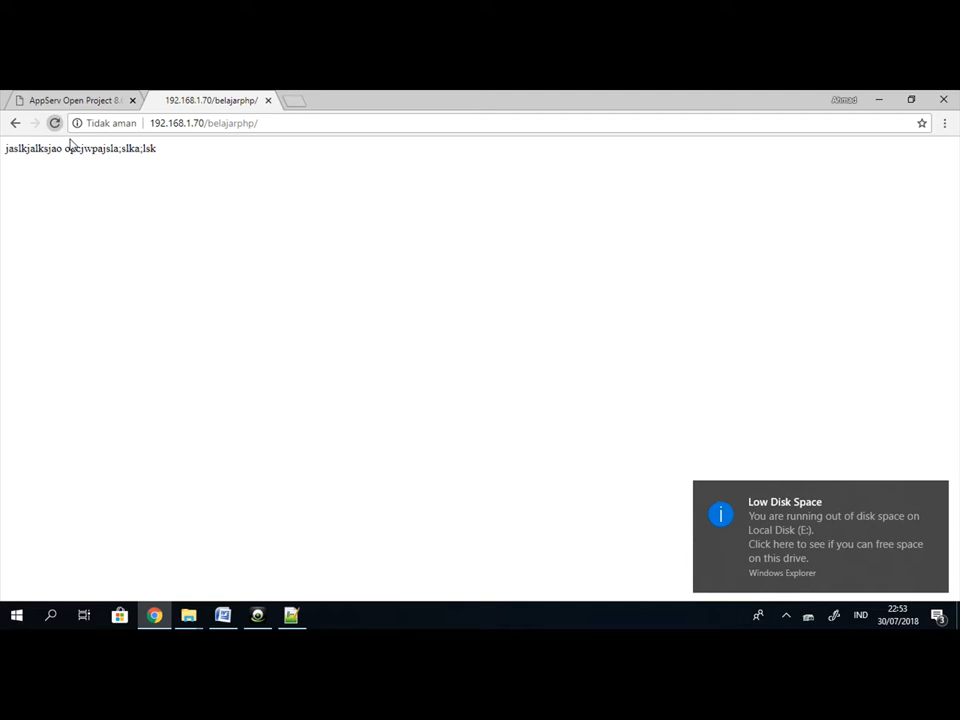 AppServ Open Project 8.
192.168.1.70/belajarphp/
Ahmad
Tidak aman
192.168.1.70/belajarphp/
jaslkjalksjao
Low Disk Space
You are running out of disk space on
Local Disk (E:).
Click here to see if you can free space
on this drive.
Windows Explorer
IND
22:53
30/07/2018
3